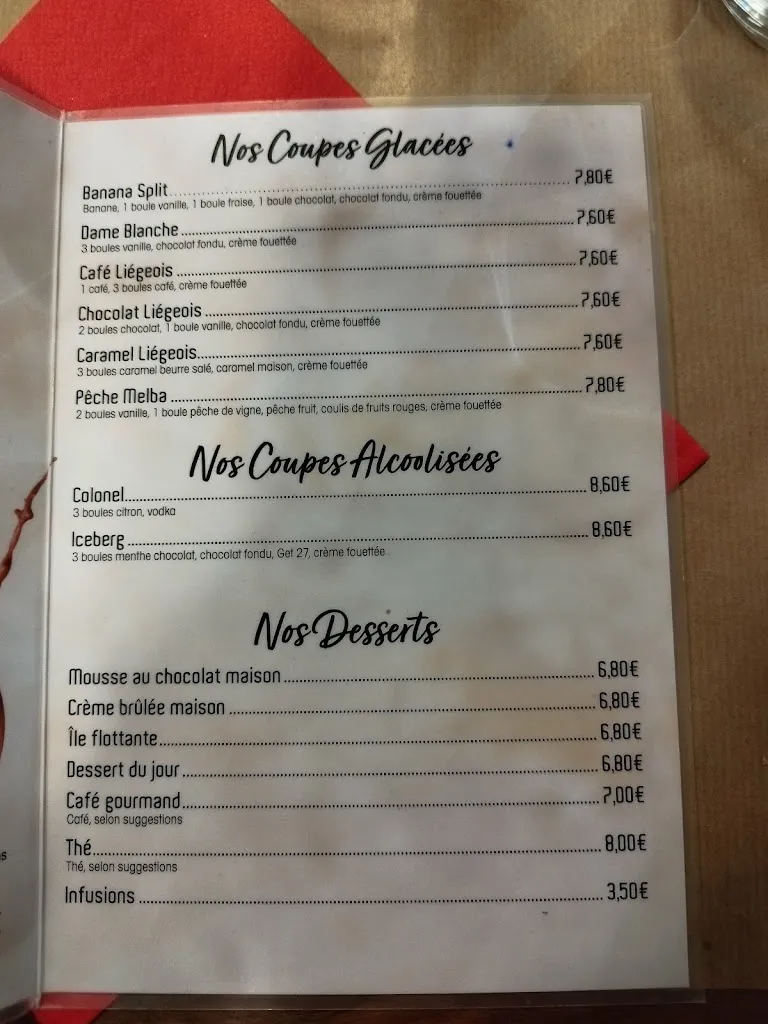 Nos Coupes Glacées
Banana Split 7,80€
Banane, 1 boule vanille, 1 boule fraise, 1 boule chocolat, chocolat fondu, crème fouettée
Dame Blanche 7,60€
3 boules vanille, chocolat fondu, crème fouettée
Café Liégeois 7,60€
1 café, 3 boules café, crème fouettée
Chocolat Liégeois 7,60€
2 boules chocolat, 1 boule vanille, chocolat fondu, crème fouettée
Caramel Liégeois 7,60€
3 boules caramel beurre salé, caramel maison, crème fouettée
Pêche Melba 7,80€
2 boules vanille, 1 boule pêche de vigne, pêche fruit, coulis de fruits rouges, crème fouettée
Nos Coupes Alcoolisées
Colonel 8,60€
3 boules citron, vodka
Iceberg 8,60€
3 boules menthe chocolat, chocolat fondu, Get 27, crème fouettée
Nos Desserts
Mousse au chocolat maison 6,80€
Crème brûlée maison 6,80€
Île flottante 6,80€
Dessert du jour 6,80€
Café gourmand 7,00€
Café, selon suggestions
Thé 8,00€
Thé, selon suggestions
Infusions 3,50€